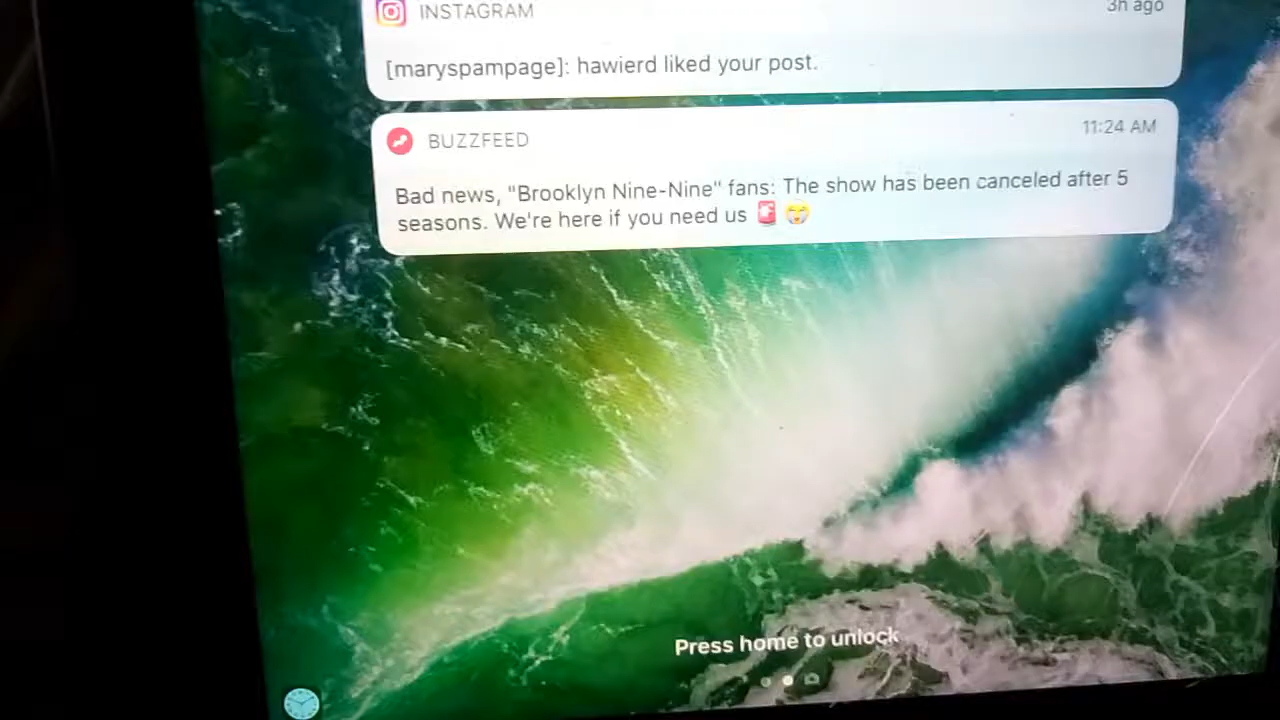 INSTAGRAM 3h ago
[maryspampage]: hawierd liked your post.
BUZZFEED 11:24 AM
Bad news, "Brooklyn Nine-Nine" fans: The show has been canceled after 5
seasons. We're here if you need us 🚨 😭
Press home to unlock